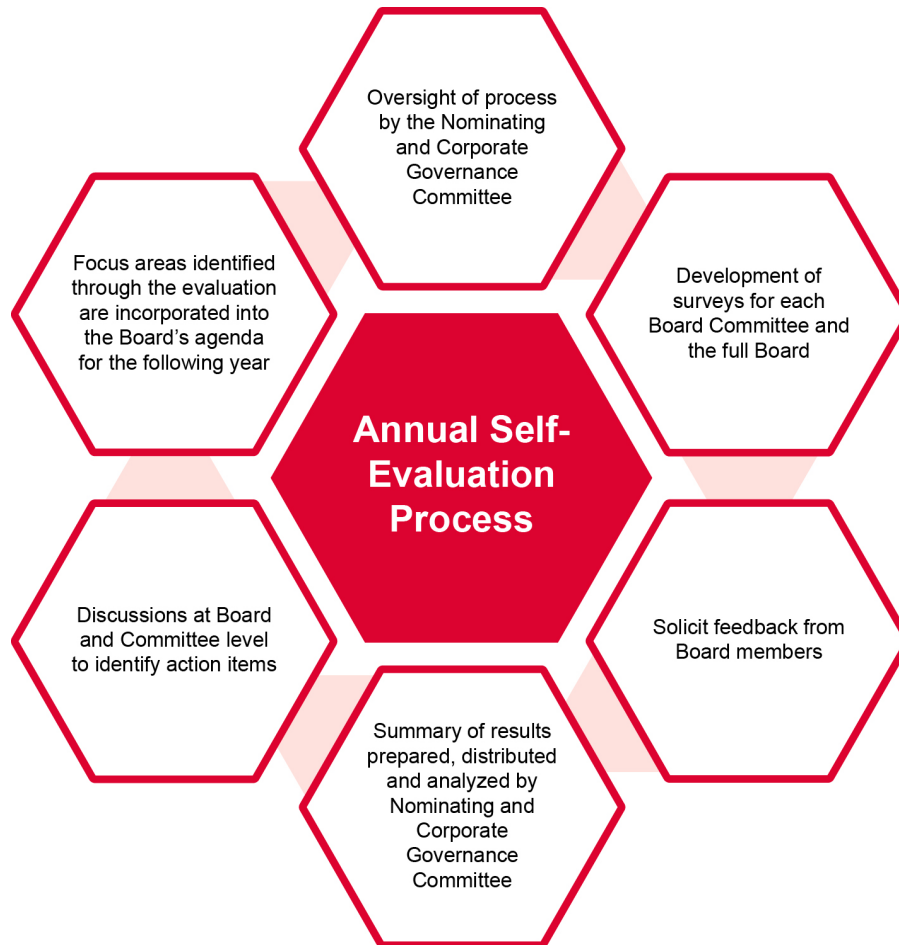 Oversight of process
by the Nominating
and Corporate
Governance
Committee
Development of
surveys for each
Board Committee and
the full Board
Solicit feedback from
Board members
Summary of results
prepared, distributed
and analyzed by
Nominating and
Corporate
Governance
Committee
Discussions at Board
and Committee level
to identify action items
Focus areas identified
through the evaluation
are incorporated into
the Board’s agenda
for the following year
Annual Self-
Evaluation
Process